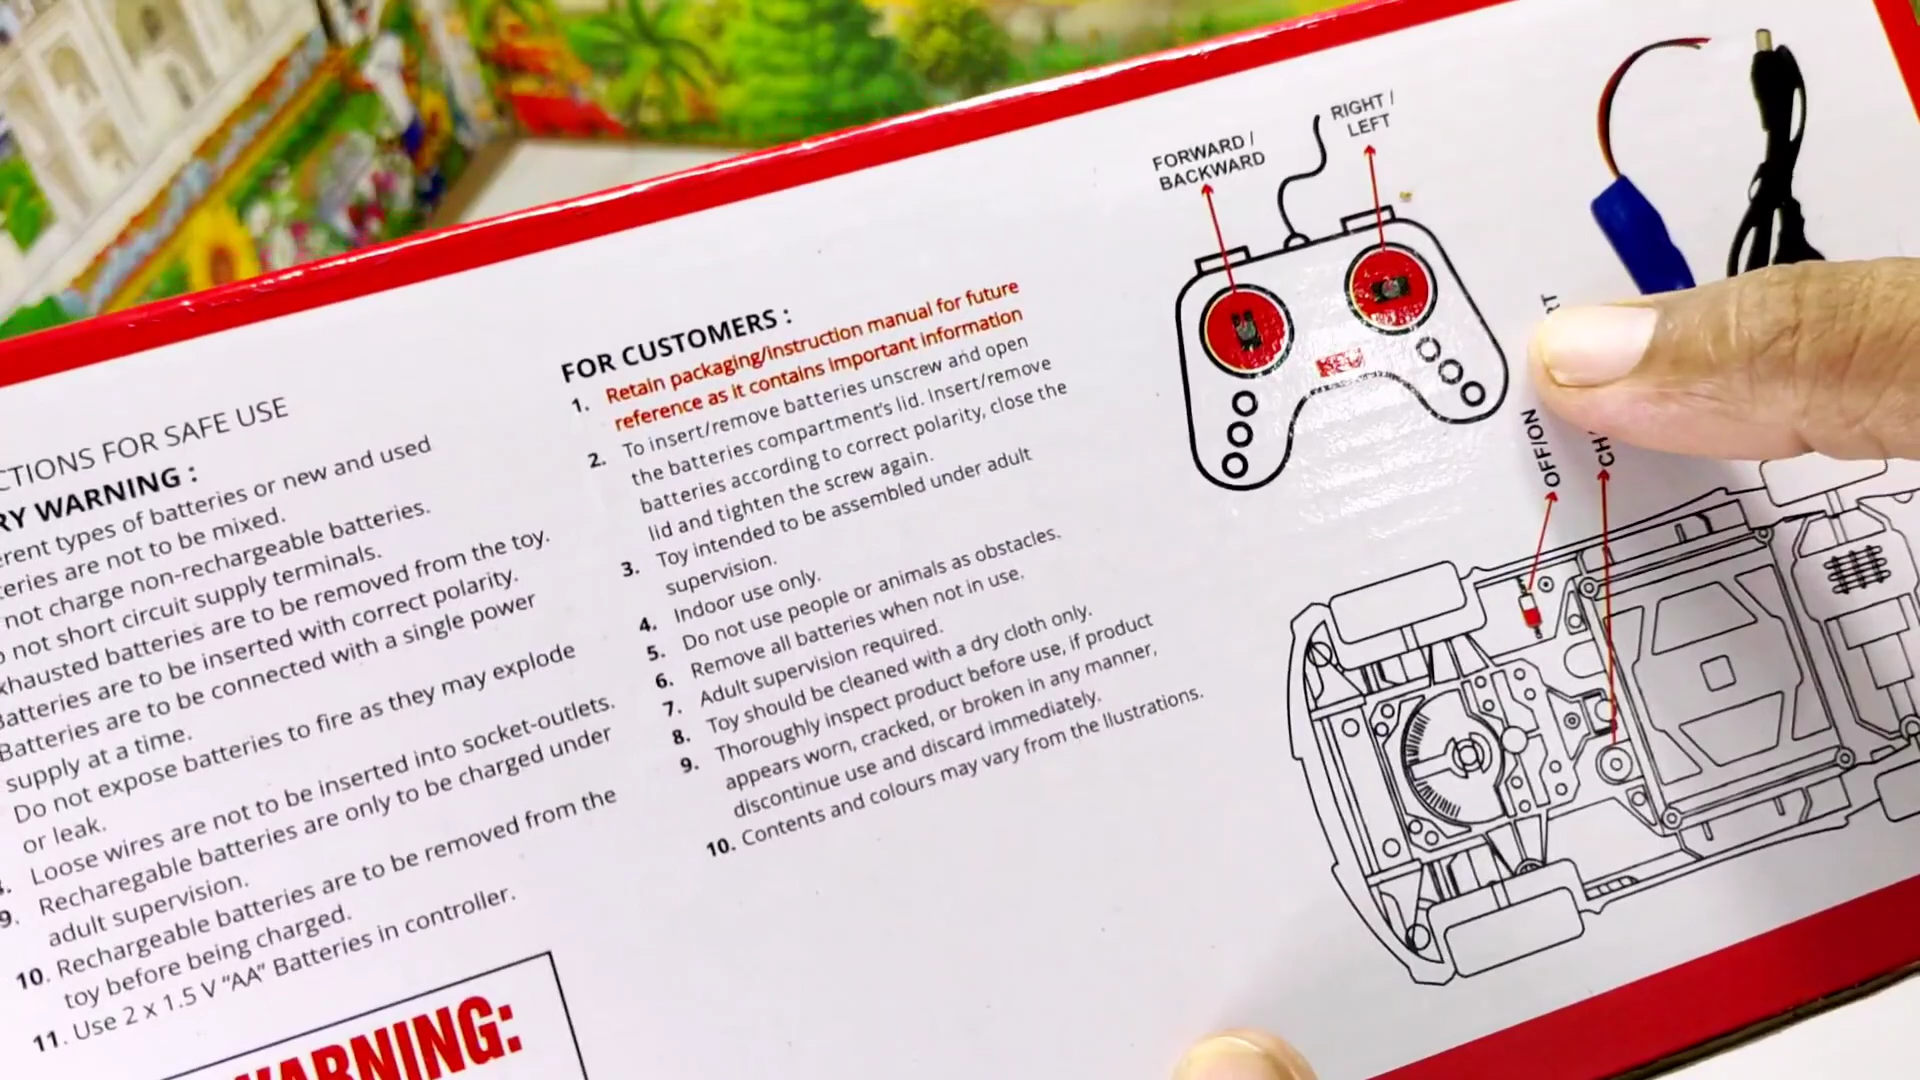 CTIONS FOR SAFE USE
RY WARNING :
erent types of batteries or new and used
teries are not to be mixed.
not charge non-rechargeable batteries.
not short circuit supply terminals.
xhausted batteries are to be removed from the toy.
Batteries are to be inserted with correct polarity.
Batteries are to be connected with a single power
supply at a time.
Do not expose batteries to fire as they may explode
or leak.
Loose wires are not to be inserted into socket-outlets.
9. Recharegable batteries are only to be charged under
adult supervision.
10. Rechargeable batteries are to be removed from the
toy before being charged.
11. Use 2 x 1.5 V "AA" Batteries in controller.
WARNING:
FOR CUSTOMERS :
1. Retain packaging/instruction manual for future
reference as it contains important information
2. To insert/remove batteries unscrew and open
the batteries compartment's lid. Insert/remove
batteries according to correct polarity, close the
lid and tighten the screw again.
3. Toy intended to be assembled under adult
supervision.
4. Indoor use only.
5. Do not use people or animals as obstacles.
6. Remove all batteries when not in use.
7. Adult supervision required.
8. Toy should be cleaned with a dry cloth only.
9. Thoroughly inspect product before use, if product
appears worn, cracked, or broken in any manner,
discontinue use and discard immediately.
10. Contents and colours may vary from the llustrations.
FORWARD /
BACKWARD
RIGHT /
LEFT
OFF/ON